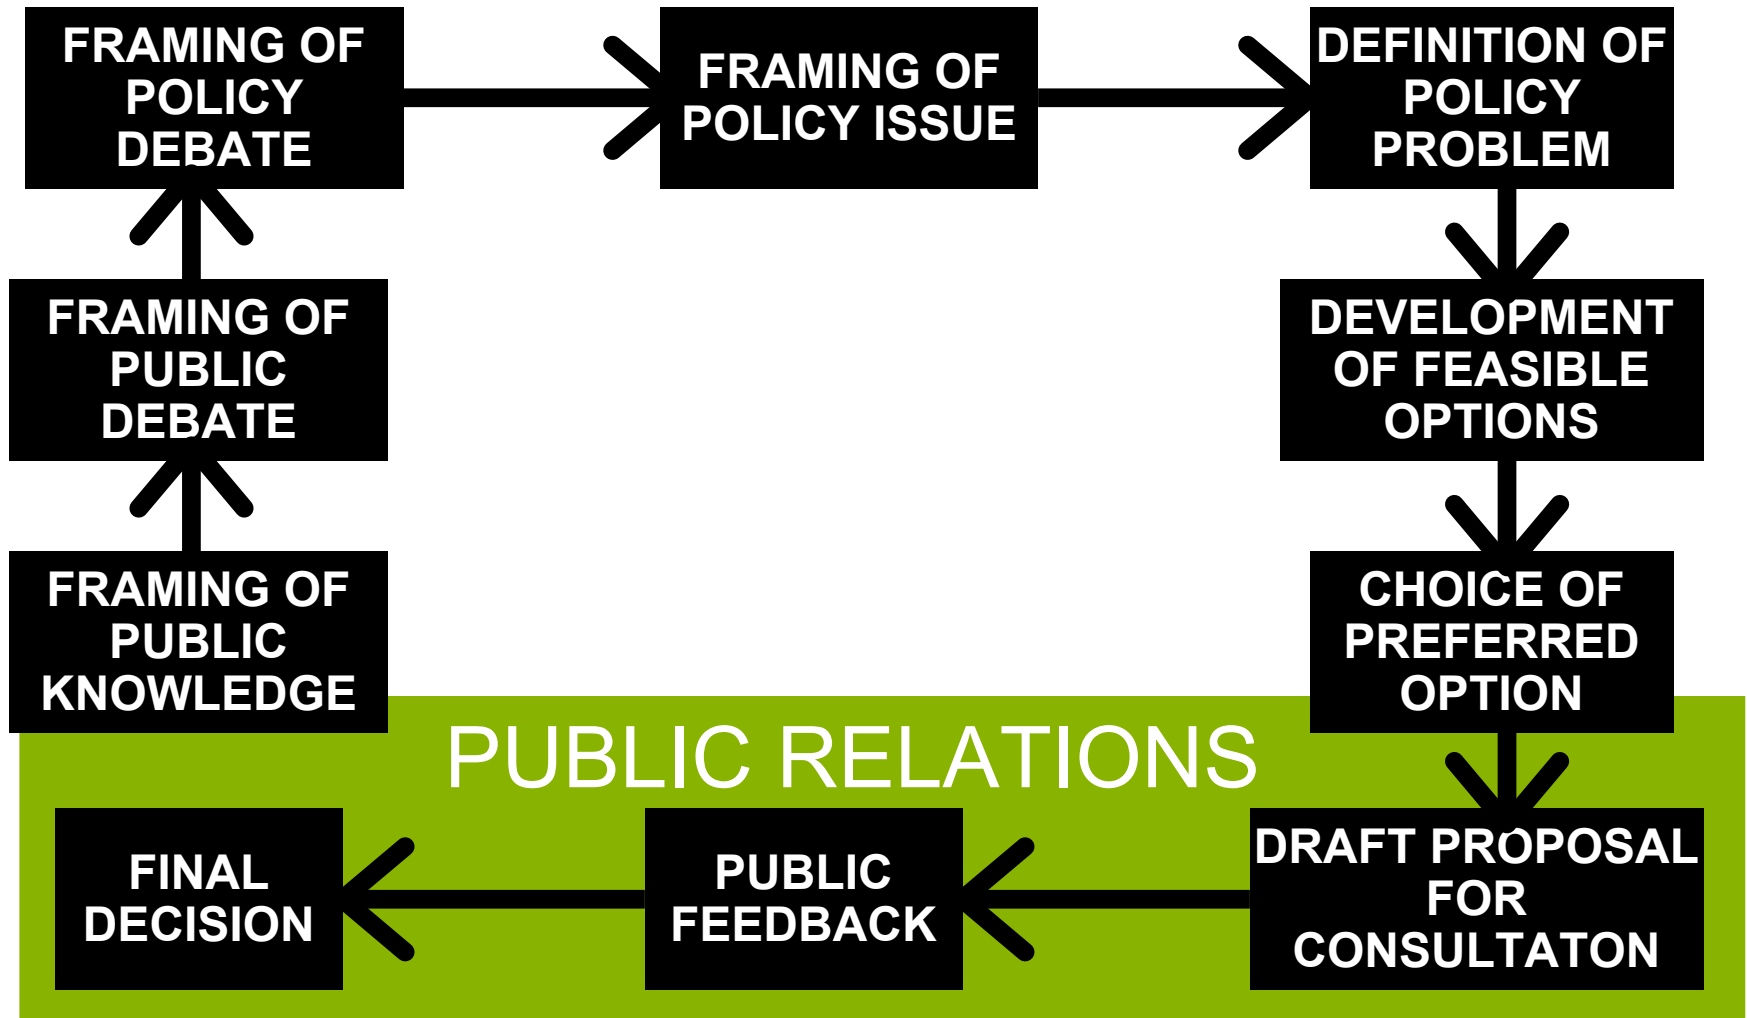 FRAMING OF
POLICY
DEBATE
FRAMING OF
POLICY ISSUE
DEFINITION OF
POLICY
PROBLEM
FRAMING OF
PUBLIC
DEBATE
DEVELOPMENT
OF FEASIBLE
OPTIONS
FRAMING OF
PUBLIC
KNOWLEDGE
CHOICE OF
PREFERRED
OPTION
PUBLIC RELATIONS
FINAL
DECISION
PUBLIC
FEEDBACK
DRAFT PROPOSAL
FOR
CONSULTATON